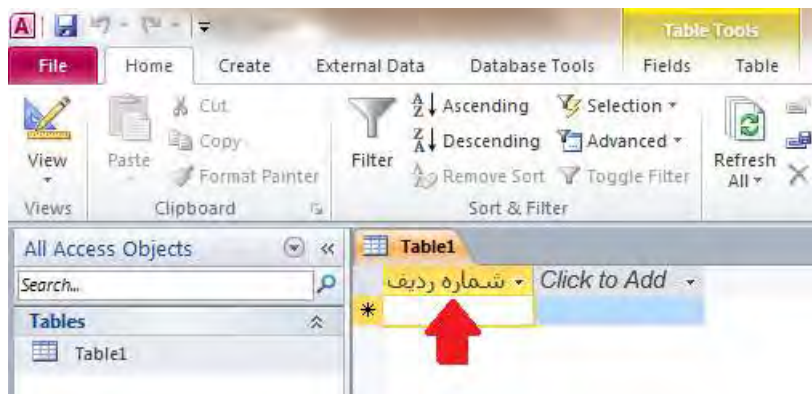 A
Table Tools
File Home Create External Data Database Tools Fields Table
View Paste Cut Copy Format Painter
Filter Ascending Descending Remove Sort Selection Advanced Toggle Filter
Refresh All
Views Clipboard Sort & Filter
All Access Objects
Table1
Search...
شماره ردیف Click to Add
Tables
Table1